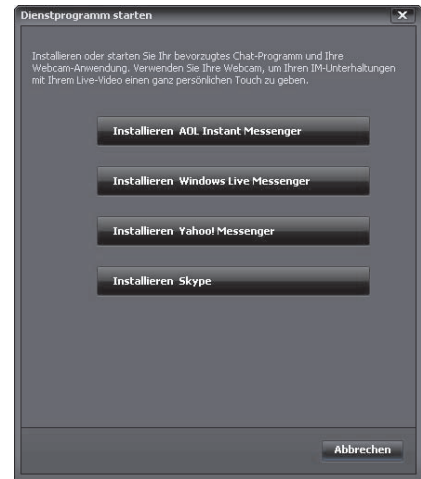 Dienstprogramm starten
Installieren oder starten Sie Ihr bevorzugtes Chat-Programm und Ihre
Webcam-Anwendung. Verwenden Sie Ihre Webcam, um Ihren IM-Unterhaltungen
mit Ihrem Live-Video einen ganz persönlichen Touch zu geben.
Installieren AOL Instant Messenger
Installieren Windows Live Messenger
Installieren Yahoo! Messenger
Installieren Skype
Abbrechen